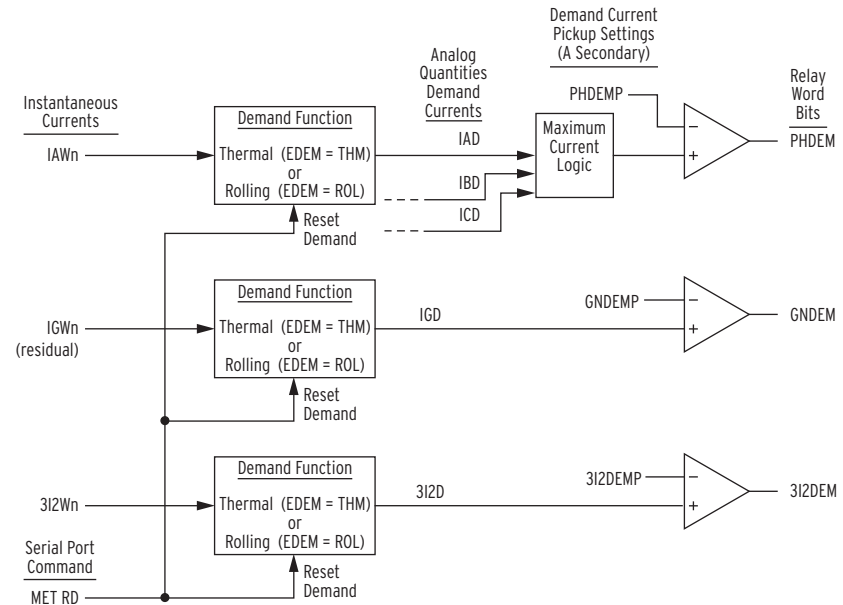 Demand Current
Pickup Settings
(A Secondary)
Analog
Quantities
Demand
Currents
Relay
Word
Bits
Instantaneous
Currents
PHDEMP
Demand Function
Thermal (EDEM = THM)
or
Rolling (EDEM = ROL)
IAWn
IAD
IBD
ICD
Maximum
Current
Logic
−
+
PHDEM
Reset
Demand
Demand Function
Thermal (EDEM = THM)
or
Rolling (EDEM = ROL)
IGWn
(residual)
IGD
GNDEMP
−
+
GNDEM
Reset
Demand
Demand Function
Thermal (EDEM = THM)
or
Rolling (EDEM = ROL)
3I2Wn
3I2D
3I2DEMP
−
+
3I2DEM
Serial Port
Command
MET RD
Reset
Demand